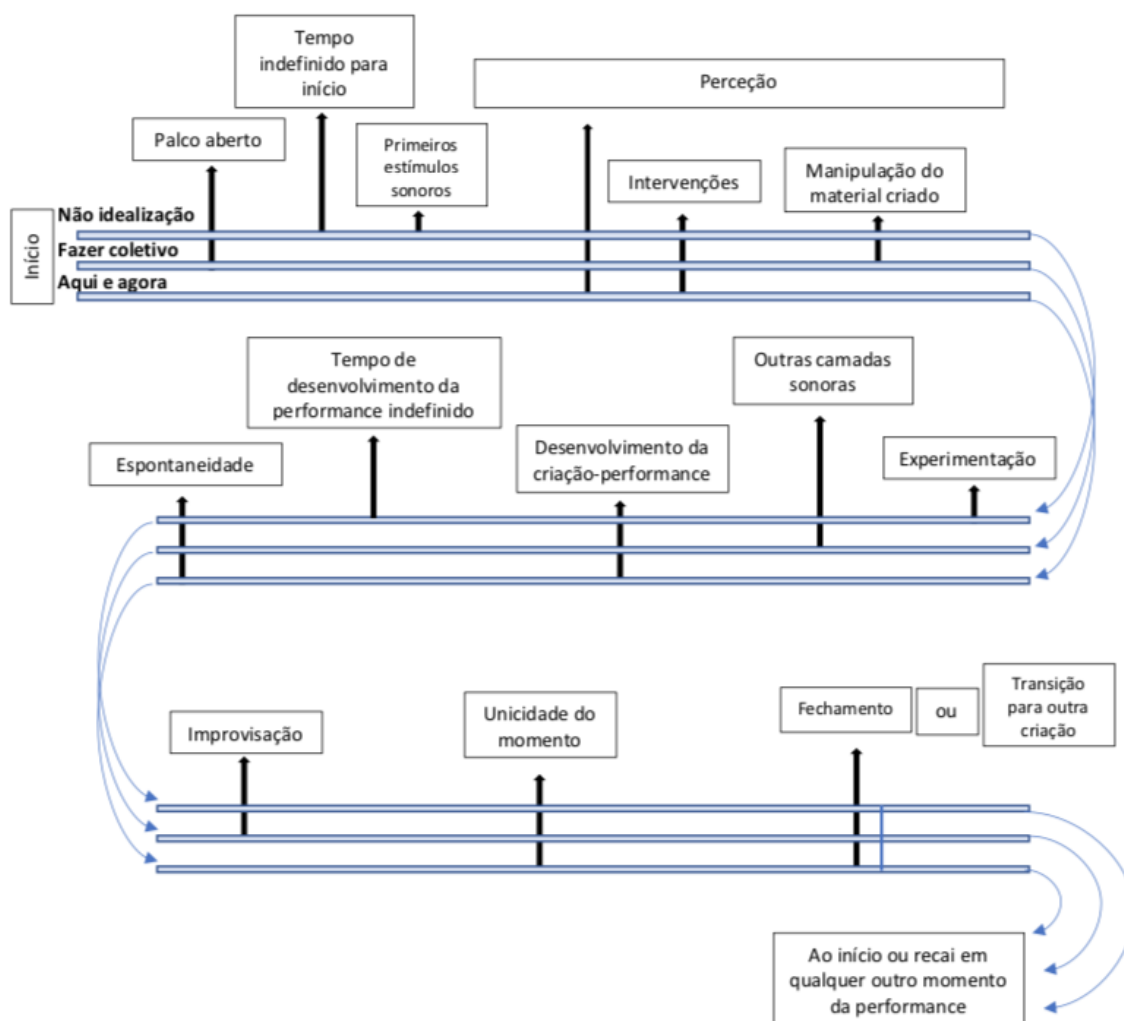 Tempo
indefinido para
início
Perceção
Palco aberto
Primeiros
estímulos
sonoros
Intervenções
Manipulação do
material criado
Início
Não idealização
Fazer coletivo
Aqui e agora
Tempo de
desenvolvimento da
performance indefinido
Outras camadas
sonoras
Espontaneidade
Desenvolvimento da
criação-performance
Experimentação
Improvisação
Unicidade do
momento
Fechamento
ou
Transição
para outra
criação
Ao início ou recai em
qualquer outro momento
da performance